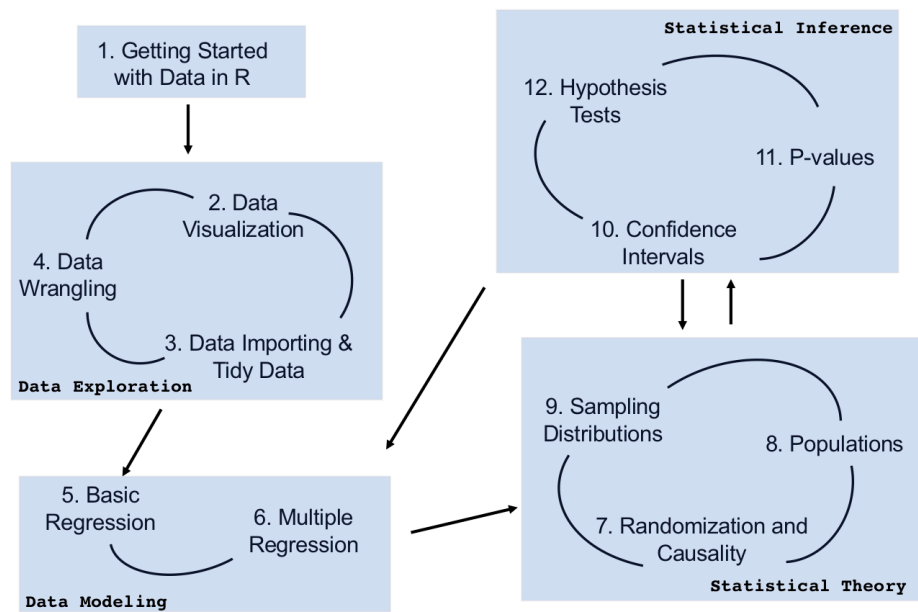 1. Getting Started
with Data in R
2. Data
Visualization
4. Data
Wrangling
3. Data Importing &
Tidy Data
Data Exploration
5. Basic
Regression
6. Multiple
Regression
Data Modeling
Statistical Inference
12. Hypothesis
Tests
11. P-values
10. Confidence
Intervals
9. Sampling
Distributions
8. Populations
7. Randomization and
Causality
Statistical Theory